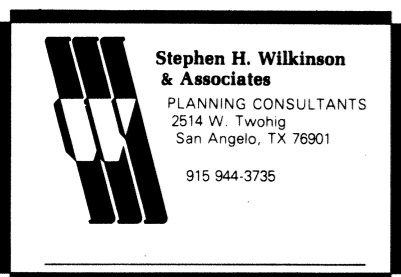 Stephen H. Wilkinson
& Associates
PLANNING CONSULTANTS
2514 W. Twohig
San Angelo, TX 76901
915 944-3735